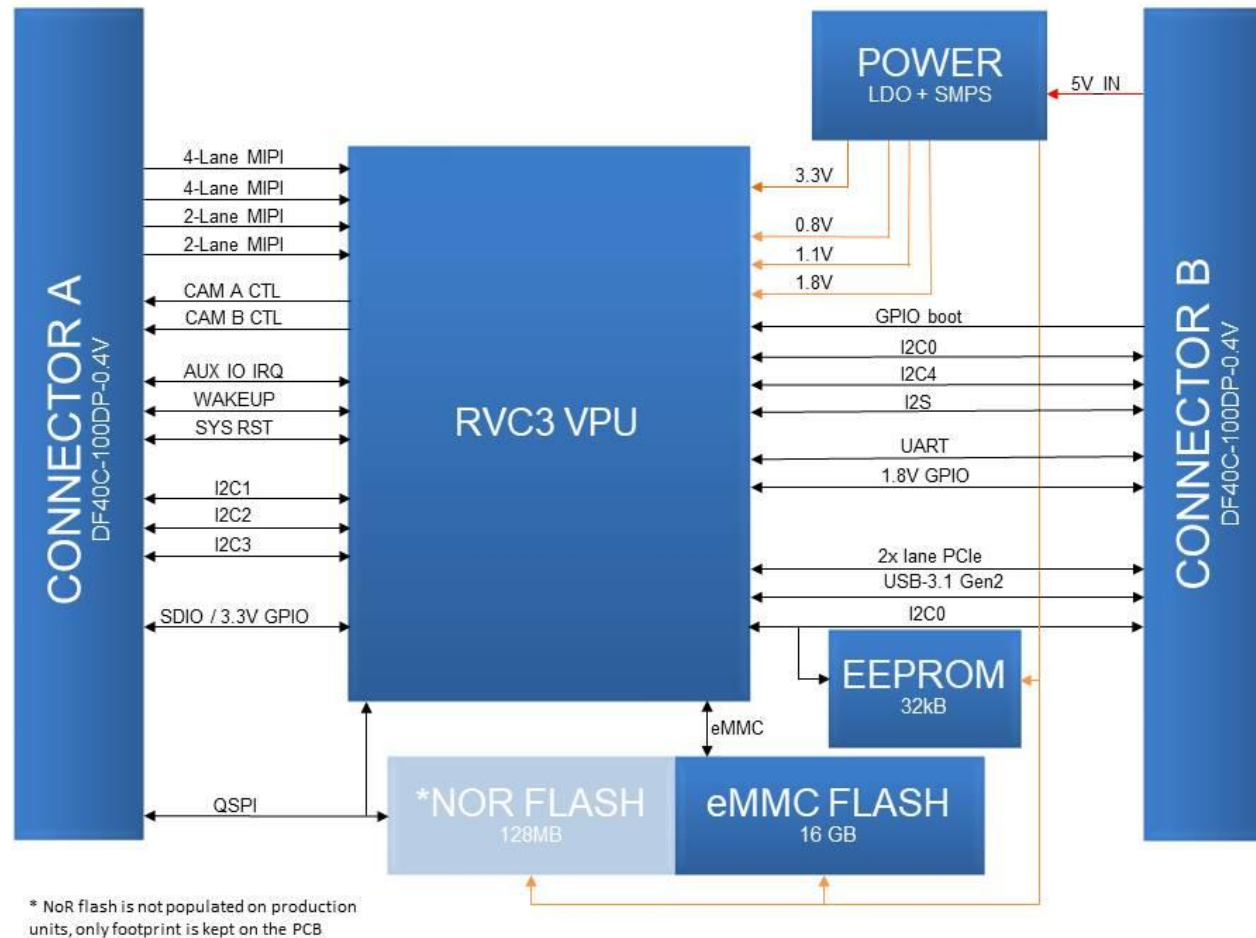 POWER
LDO + SMPS
5V IN
CONNECTOR A
DF40C-100DP-0.4V
4-Lane MIPI
4-Lane MIPI
2-Lane MIPI
2-Lane MIPI
CAM A CTL
CAM B CTL
AUX IO IRQ
WAKEUP
SYS RST
I2C1
I2C2
I2C3
SDIO / 3.3V GPIO
QSPI
RVC3 VPU
3.3V
0.8V
1.1V
1.8V
GPIO boot
I2C0
I2C4
I2S
UART
1.8V GPIO
2x lane PCIe
USB-3.1 Gen2
I2C0
CONNECTOR B
DF40C-100DP-0.4V
EEPROM
32kB
eMMC
*NOR FLASH
128MB
eMMC FLASH
16 GB
* NoR flash is not populated on production
units, only footprint is kept on the PCB